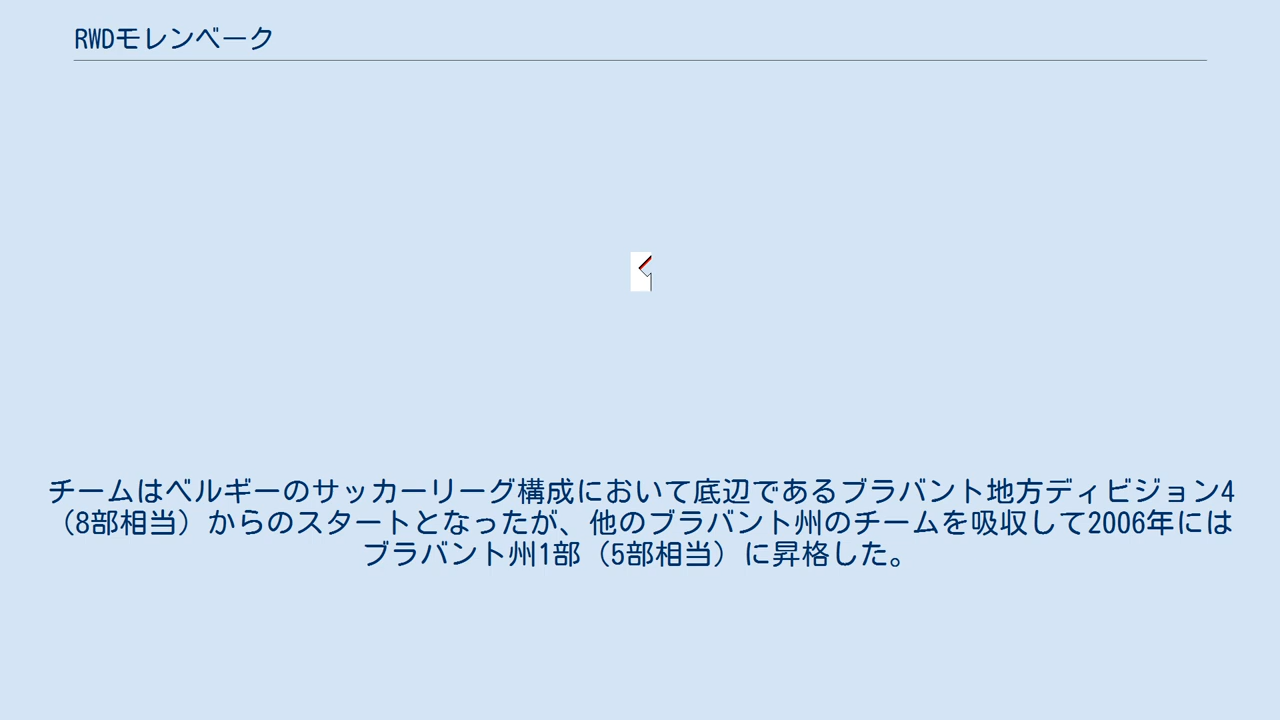 RWDモレンベーク
チームはベルギーのサッカーリーグ構成において底辺であるブラバント地方ディビジョン4
（8部相当）からのスタートとなったが、他のブラバント州のチームを吸収して2006年には
ブラバント州1部（5部相当）に昇格した。